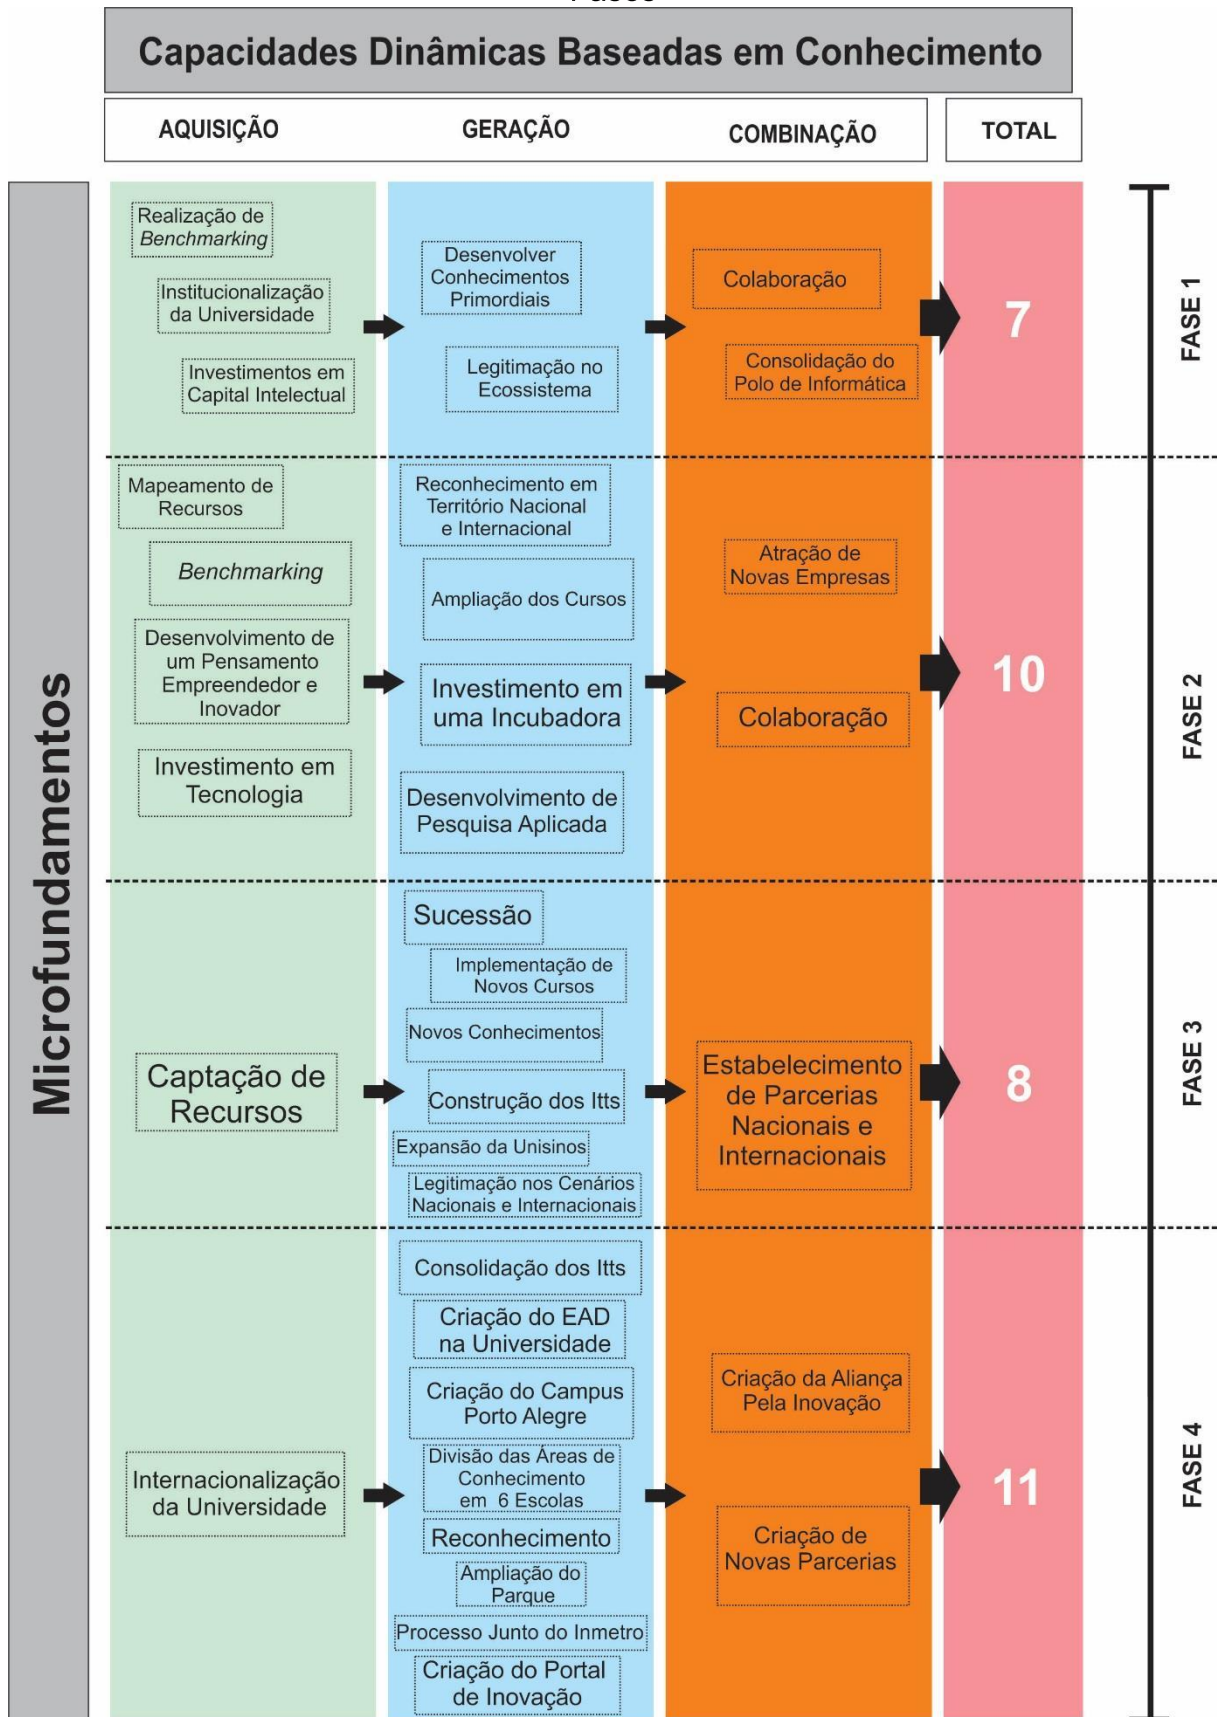 Capacidades Dinâmicas Baseadas em Conhecimento
AQUISIÇÃO
GERAÇÃO
COMBINAÇÃO
TOTAL
Microfundamentos
Realização de
Benchmarking
Institucionalização
da Universidade
Investimentos em
Capital Intelectual
Desenvolver
Conhecimentos
Primordiais
Legitimação no
Ecossistema
Colaboração
Consolidação do
Polo de Informática
7
FASE 1
Mapeamento de
Recursos
Benchmarking
Desenvolvimento de
um Pensamento
Empreendedor e
Inovador
Investimento em
Tecnologia
Reconhecimento em
Território Nacional
e Internacional
Ampliação dos Cursos
Investimento em
uma Incubadora
Desenvolvimento de
Pesquisa Aplicada
Atração de
Novas Empresas
Colaboração
10
FASE 2
Captação de
Recursos
Sucessão
Implementação de
Novos Cursos
Novos Conhecimentos
Construção dos Itts
Expansão da Unisinos
Legitimação nos Cenários
Nacionais e Internacionais
Estabelecimento
de Parcerias
Nacionais e
Internacionais
8
FASE 3
Internacionalização
da Universidade
Consolidação dos Itts
Criação do EAD
na Universidade
Criação do Campus
Porto Alegre
Divisão das Áreas de
Conhecimento
em 6 Escolas
Reconhecimento
Ampliação do
Parque
Processo Junto do Inmetro
Criação do Portal
de Inovação
Criação da Aliança
Pela Inovação
Criação de
Novas Parcerias
11
FASE 4